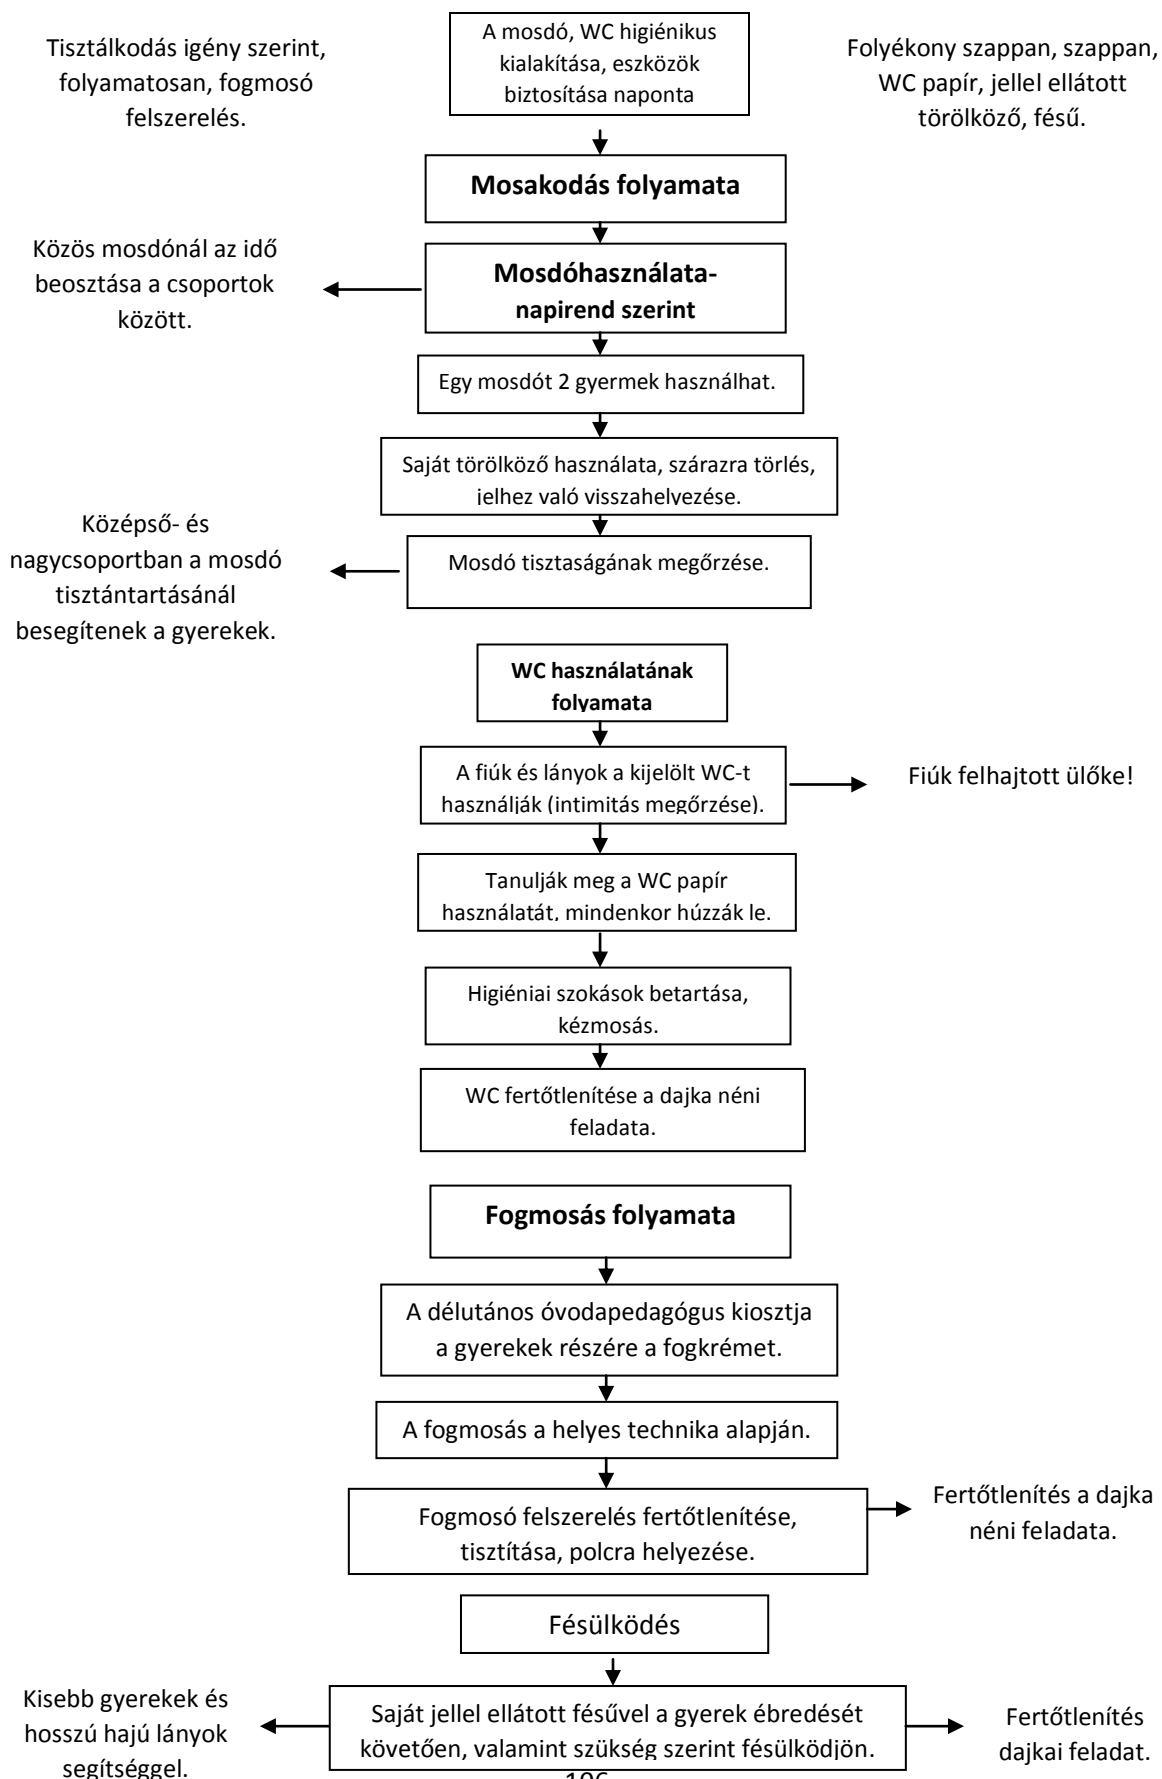 Tisztálkodás igény szerint,
folyamatosan, fogmosó
felszerelés.
A mosdó, WC higiénikus
kialakítása, eszközök
biztosítása naponta
Folyékony szappan, szappan,
WC papír, jellel ellátott
törölköző, fésű.
Mosakodás folyamata
Közös mosdónál az idő
beosztása a csoportok
között.
Mosdóhasználata-
napirend szerint
Egy mosdót 2 gyermek használhat.
Saját törölköző használata, szárazra törlés,
jelhez való visszahelyezése.
Középső- és
nagycsoportban a mosdó
tisztántartásánál
besegítenek a gyerekek.
Mosdó tisztaságának megőrzése.
WC használatának
folyamata
A fiúk és lányok a kijelölt WC-t
használják (intimitás megőrzése).
Fiúk felhajtott ülőke!
Tanulják meg a WC papír
használatát, mindenkor húzzák le.
Higiéniai szokások betartása,
kézmosás.
WC fertőtlenítése a dajka néni
feladata.
Fogmosás folyamata
A délutános óvodapedagógus kiosztja
a gyerekek részére a fogkrémet.
A fogmosás a helyes technika alapján.
Fogmosó felszerelés fertőtlenítése,
tisztítása, polcra helyezése.
Fertőtlenítés a dajka
néni feladata.
Fésülködés
Kisebb gyerekek és
hosszú hajú lányok
segítséggel.
Saját jellel ellátott fésűvel a gyerek ébredését
követően, valamint szükség szerint fésülködjön.
Fertőtlenítés
dajkai feladat.